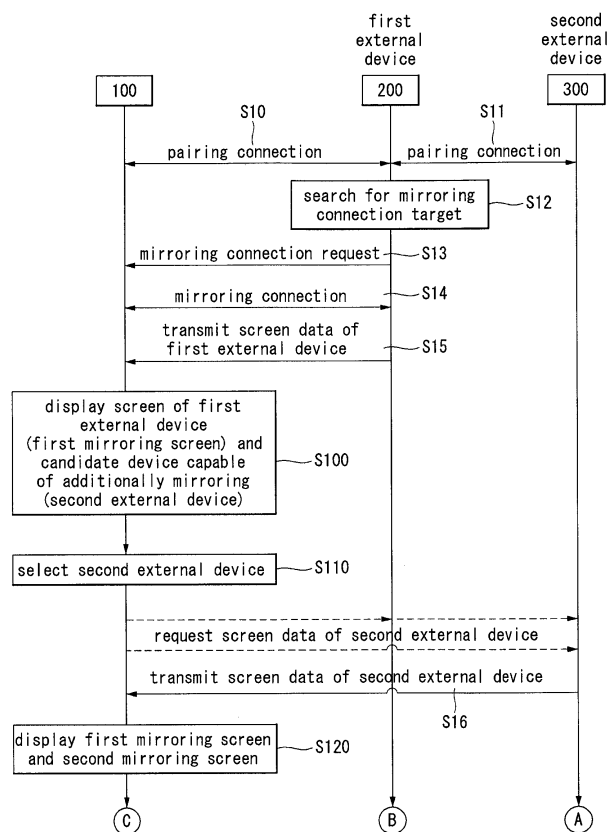 first
external
device
second
external
device
100
200
300
S10
S11
pairing connection
pairing connection
search for mirroring
connection target
S12
mirroring connection request
S13
mirroring connection
S14
transmit screen data of
first external device
S15
display screen of first
external device
(first mirroring screen) and
candidate device capable
of additionally mirroring
(second external device)
S100
select second external device
S110
request screen data of second external device
transmit screen data of second external device
S16
display first mirroring screen
and second mirroring screen
S120
C
B
A